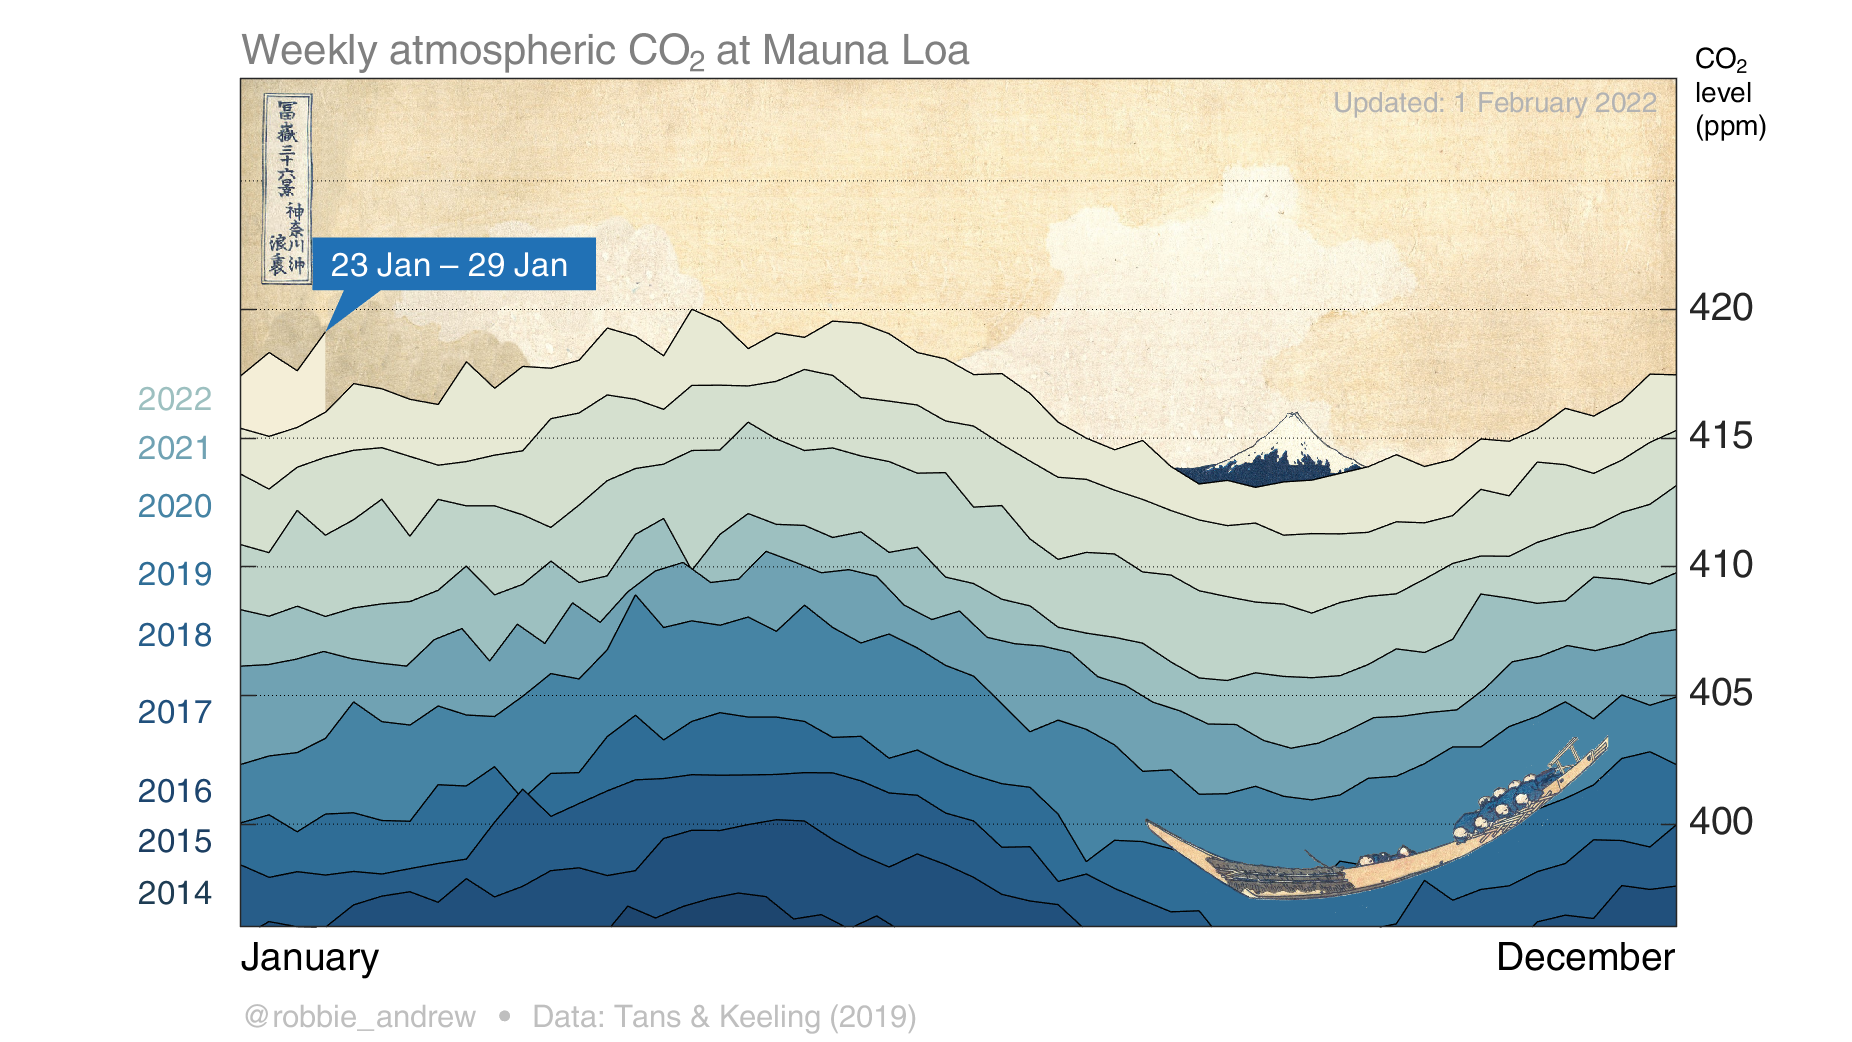 Weekly atmospheric CO₂ at Mauna Loa
CO₂
level
(ppm)
Updated: 1 February 2022
冨嶽三十六景
神奈川沖
浪裏
23 Jan – 29 Jan
420
415
410
405
400
2022
2021
2020
2019
2018
2017
2016
2015
2014
January
December
@robbie_andrew • Data: Tans & Keeling (2019)